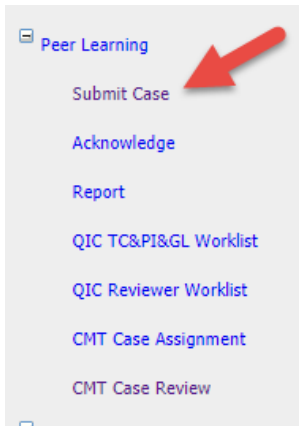 Peer Learning
Submit Case
Acknowledge
Report
QIC TC&PI&GL Worklist
QIC Reviewer Worklist
CMT Case Assignment
CMT Case Review